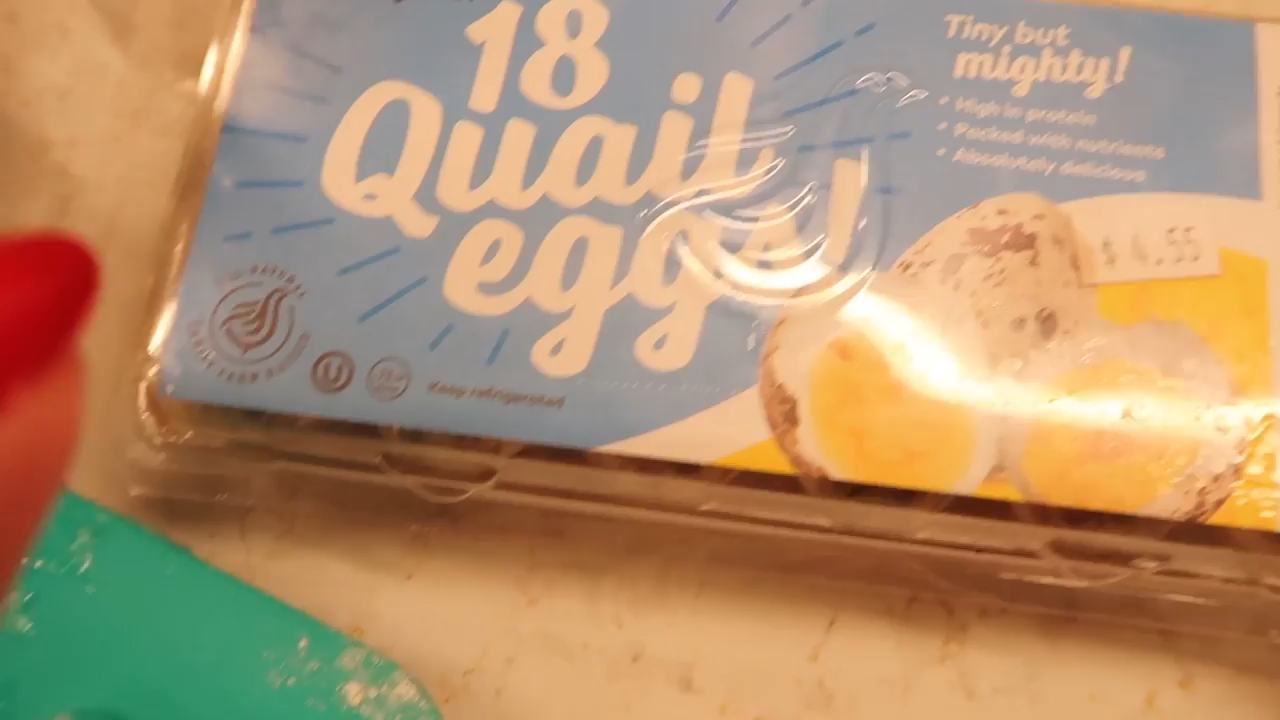 18
Quail
eggs!
Tiny but
mighty!
• High in protein
• Packed with nutrients
• Absolutely delicious
$ 4.55
U
Keep refrigerated